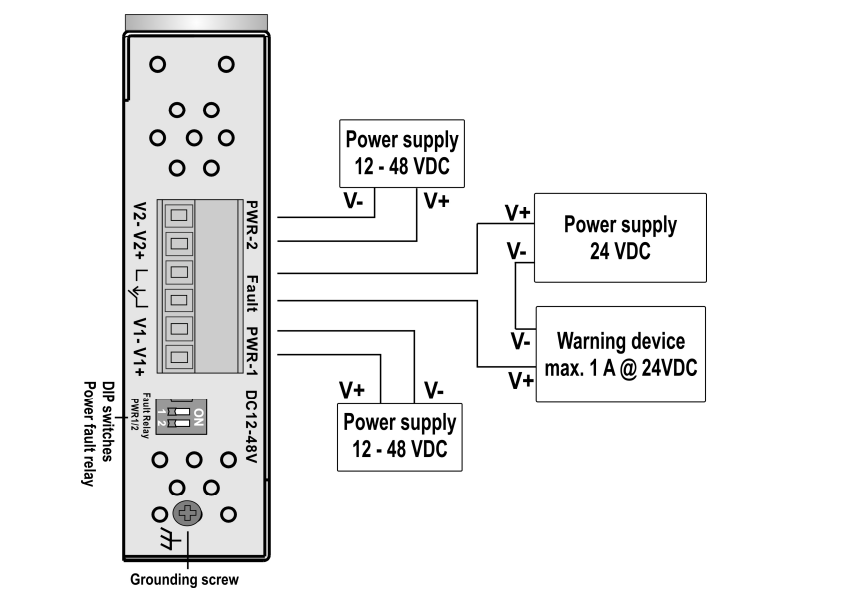 Power supply
12 - 48 VDC
V-
V+
V2- V2+
PWR-2
V+
Power supply
24 VDC
V-
Fault
V1- V1+
PWR-1
V-
Warning device
max. 1 A @ 24VDC
V+
V+
V-
Power supply
12 - 48 VDC
DIP switches
Power fault relay
Fault Relay
PWR1/2
ON
1 2
DC12-48V
Grounding screw